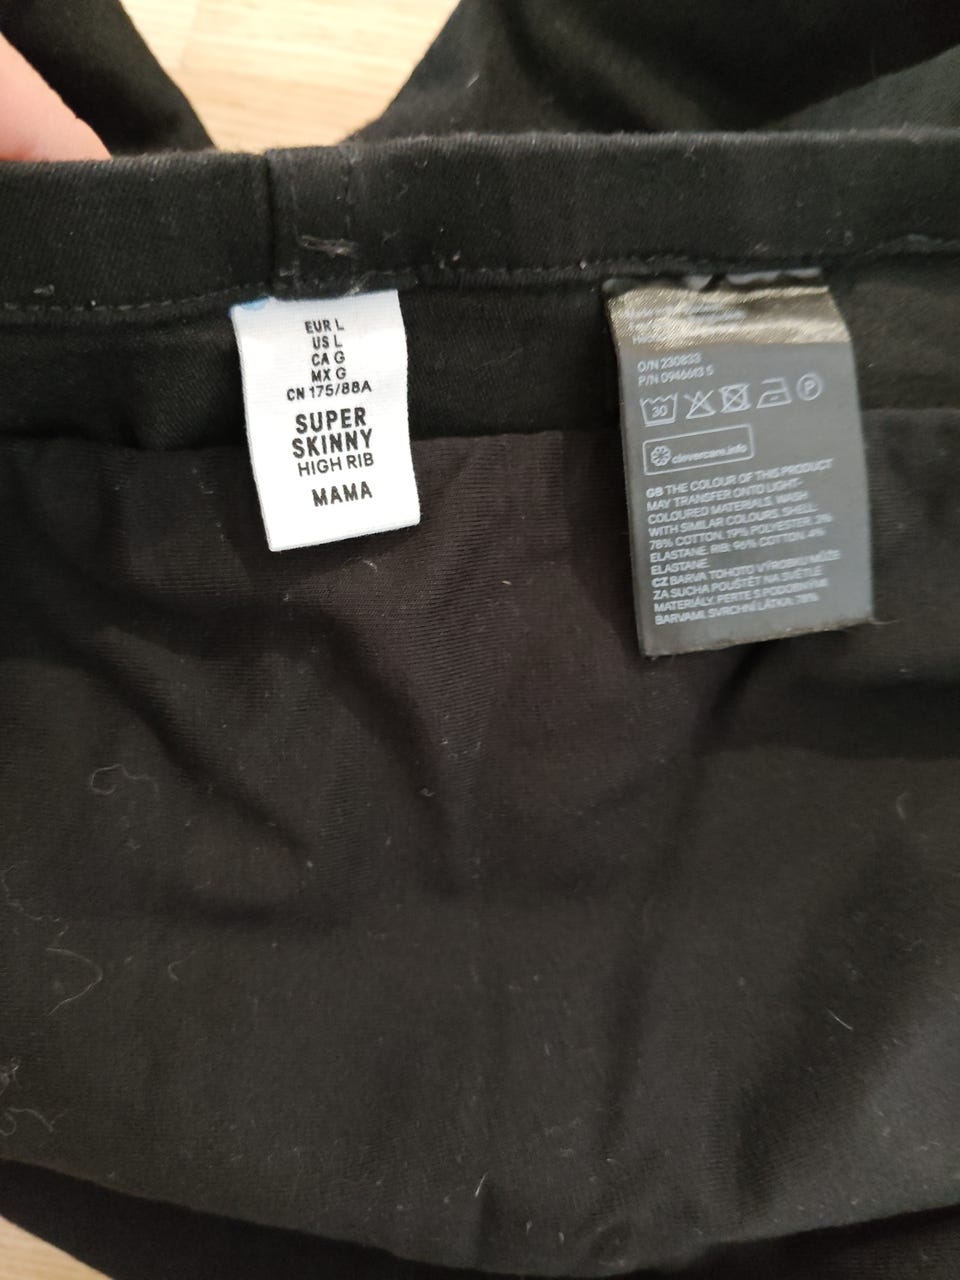 EUR L
US L
CA G
MX G
CN 175/88A
SUPER
SKINNY
HIGH RIB
MAMA
O/N 230833
P/N 0946613 5
30
P
clevercare.info
GB THE COLOUR OF THIS PRODUCT
MAY TRANSFER ONTO LIGHT-
COLOURED MATERIALS. WASH
WITH SIMILAR COLOURS. SHELL:
78% COTTON, 19% POLYESTER, 3%
ELASTANE. RIB: 96% COTTON, 4%
ELASTANE.
CZ BARVA TOHOTO VÝROBKU MŮŽE
ZA SUCHA POUŠTĚT NA SVĚTLÉ
MATERIÁLY. PERTE S PODOBNÝMI
BARVAMI. SVRCHNÍ LÁTKA: 78%